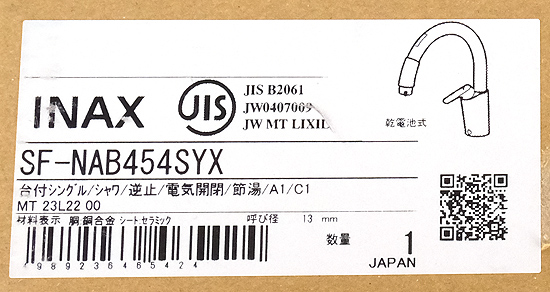 INAX
JIS
JIS B2061
JW0407009
JW MT LIXIL
乾電池式
SF-NAB454SYX
台付シングル/シャワ/逆止/電気開閉/節湯/A1/C1
MT 23L22 00
材料表示 胴:銅合金 シート:セラミック 呼び径 13 mm
989236465424
数量 1
JAPAN